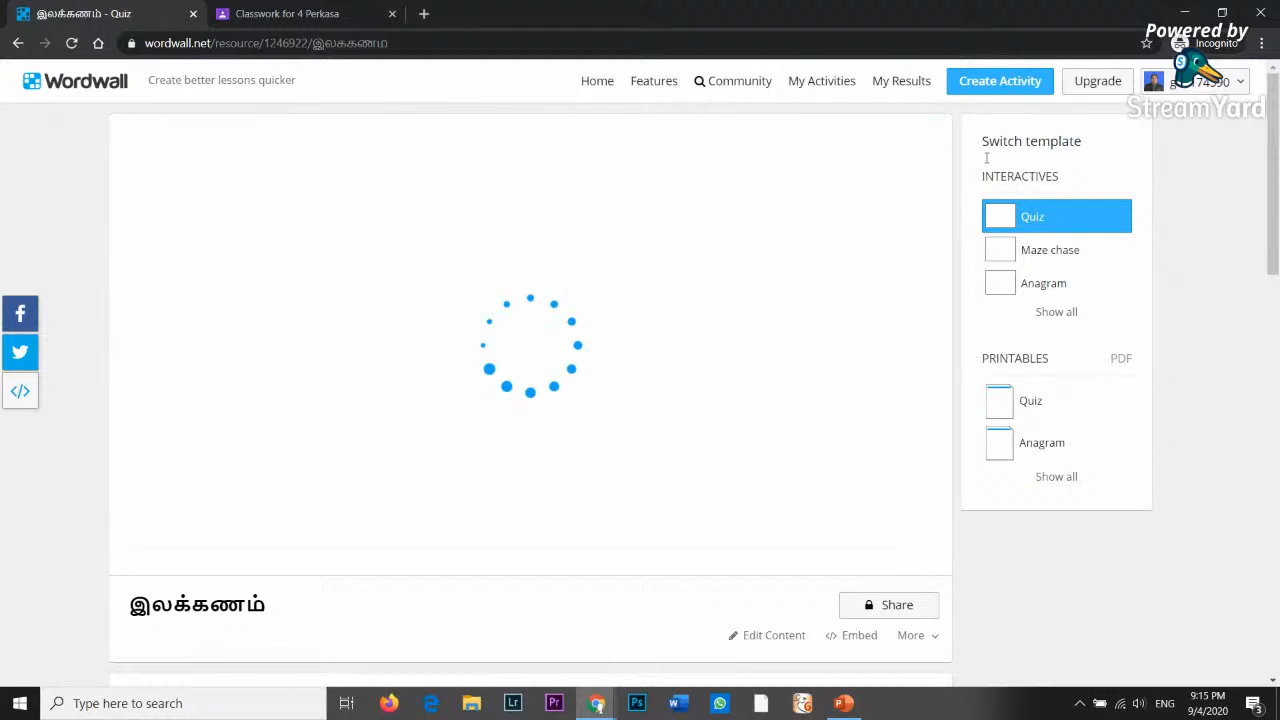 இலக்கணம் - Quiz
Classwork for 4 Perkasa
wordwall.net/resource/1246922/இலக்கணம்
Incognito
Powered by
StreamYard
Wordwall
Create better lessons quicker
Home
Features
Community
My Activities
My Results
Create Activity
Upgrade
Switch template
INTERACTIVES
Quiz
Maze chase
Anagram
Show all
PRINTABLES PDF
Quiz
Anagram
Show all
இலக்கணம்
Share
Edit Content
Embed
More
Type here to search
ENG
9:15 PM
9/4/2020
3